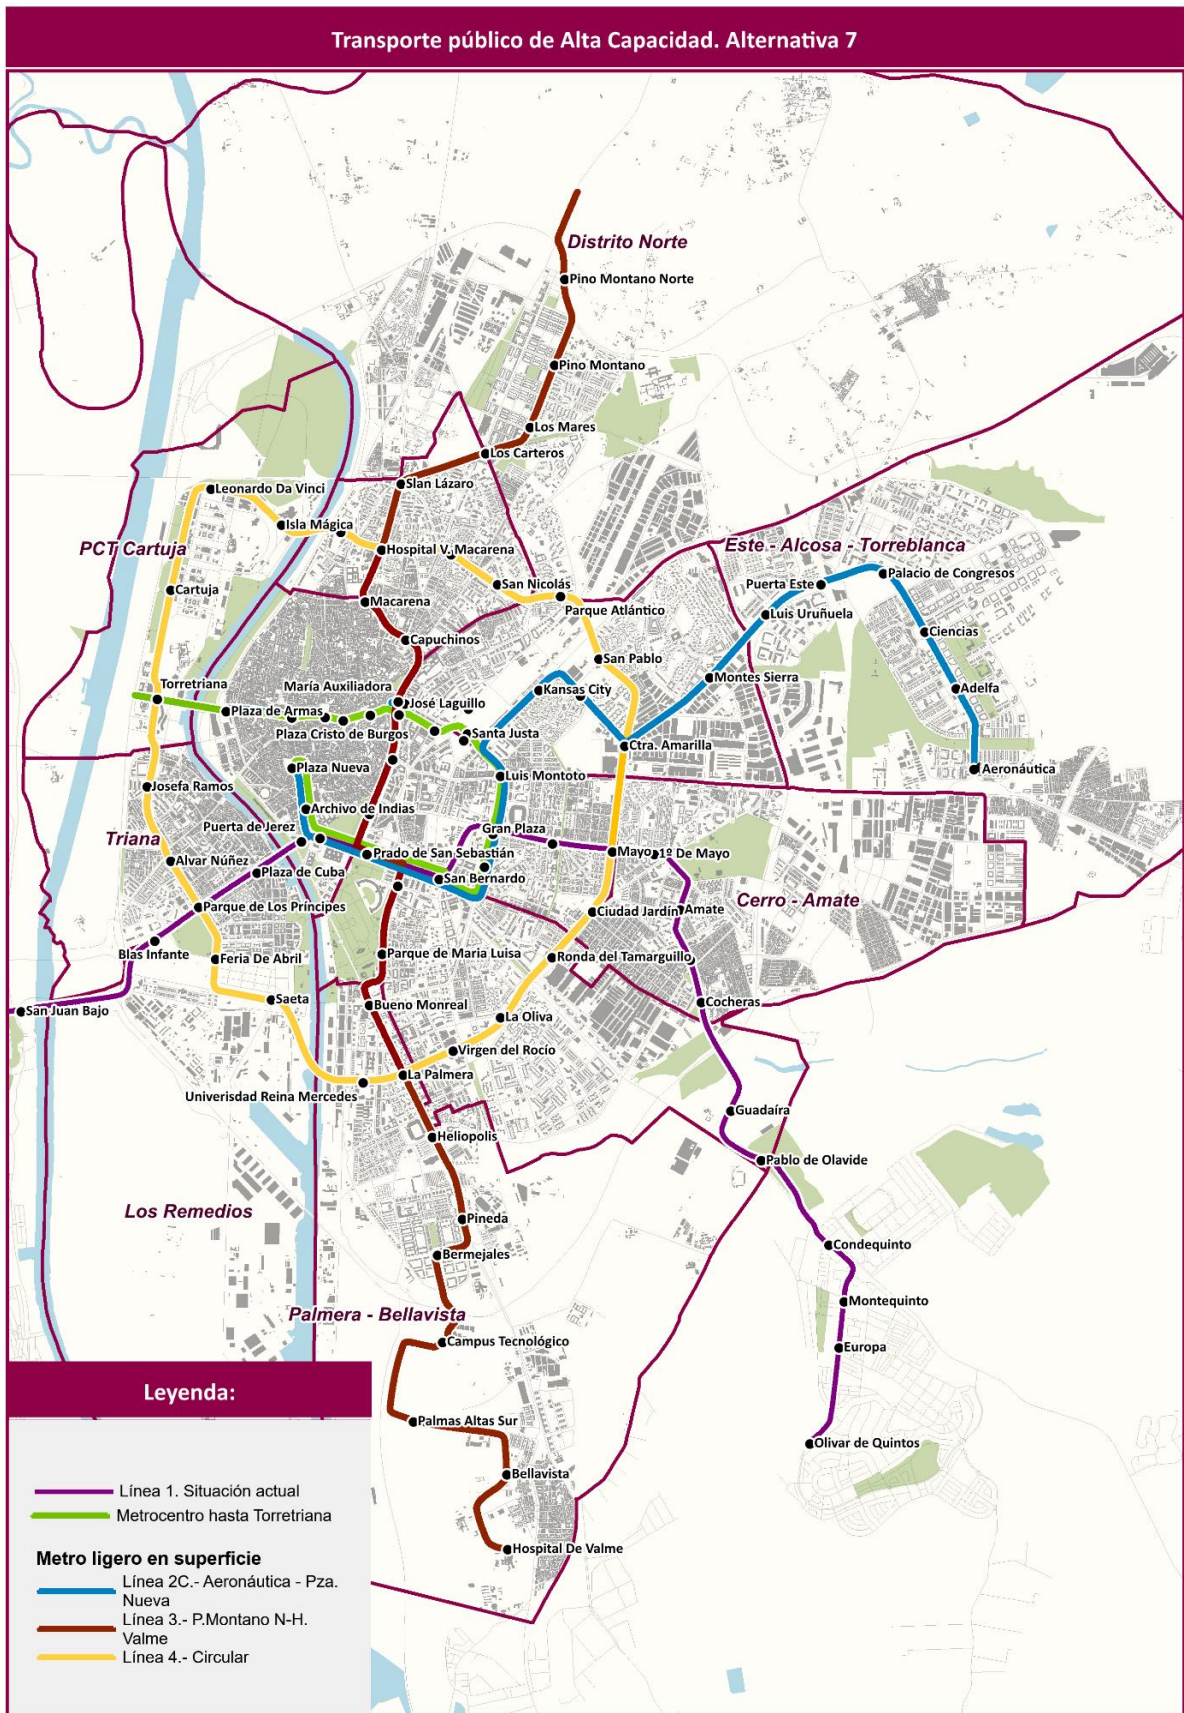 Transporte público de Alta Capacidad. Alternativa 7
Distrito Norte
Pino Montano Norte
Pino Montano
Los Mares
Los Carteros
Slan Lázaro
Leonardo Da Vinci
Isla Mágica
PCT Cartuja
Hospital V. Macarena
Este - Alcosa - Torreblanca
Palacio de Congresos
Puerta Este
San Nicolás
Cartuja
Macarena
Parque Atlántico
Luis Uruñuela
Capuchinos
Ciencias
San Pablo
Montes Sierra
Torretriana
María Auxiliadora
Kansas City
Adelfa
José Laguillo
Plaza de Armas
Plaza Cristo de Burgos
Santa Justa
Ctra. Amarilla
Plaza Nueva
Aeronáutica
Luis Montoto
Josefa Ramos
Archivo de Indias
Puerta de Jerez
Gran Plaza
Triana
Prado de San Sebastián
Mayo
1º De Mayo
Alvar Núñez
Plaza de Cuba
San Bernardo
Cerro - Amate
Parque de Los Príncipes
Ciudad Jardín
Amate
Blas Infante
Feria De Abril
Parque de Maria Luisa
Ronda del Tamarguillo
Saeta
Bueno Monreal
Cocheras
San Juan Bajo
La Oliva
Virgen del Rocío
La Palmera
Univerisdad Reina Mercedes
Guadaíra
Heliopolis
Pablo de Olavide
Los Remedios
Pineda
Condequinto
Bermejales
Montequinto
Palmera - Bellavista
Campus Tecnológico
Europa
Palmas Altas Sur
Olivar de Quintos
Bellavista
Hospital De Valme
Leyenda:
Línea 1. Situación actual
Metrocentro hasta Torretriana
Metro ligero en superficie
Línea 2C.- Aeronáutica - Pza.
Nueva
Línea 3.- P.Montano N-H.
Valme
Línea 4.- Circular